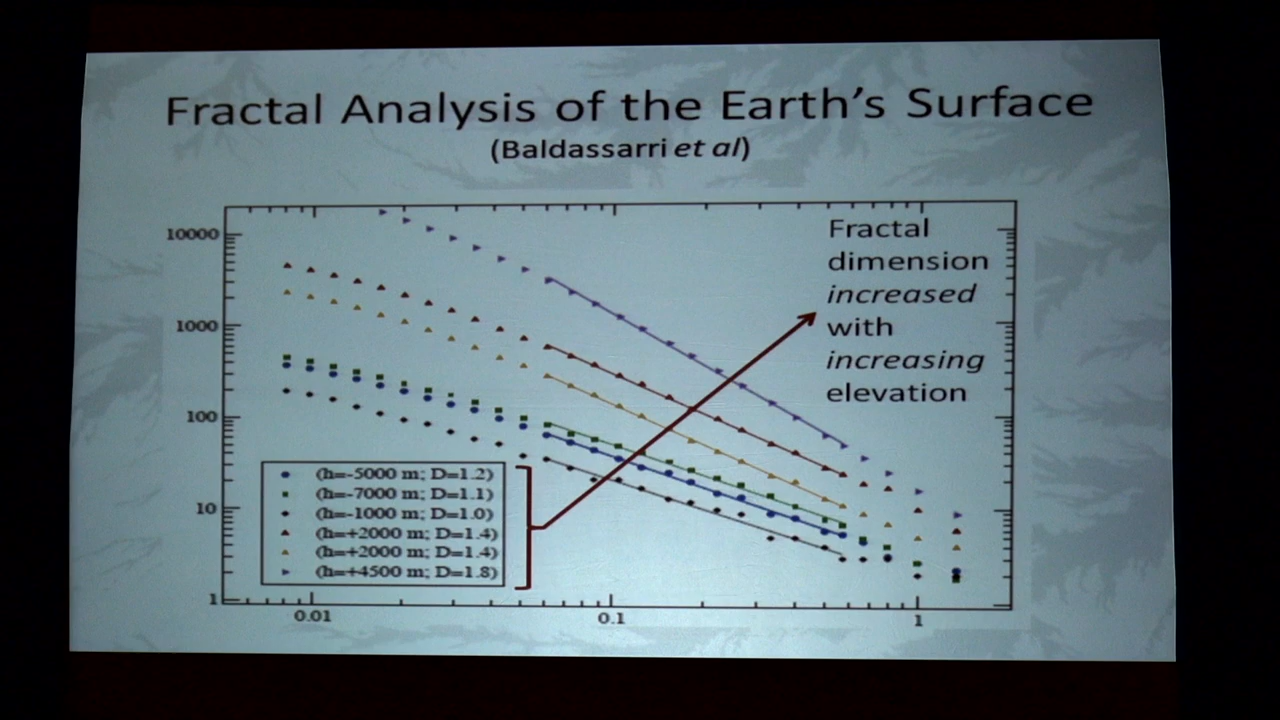 Fractal Analysis of the Earth's Surface
(Baldassarri et al)
Fractal
dimension
increased
with
increasing
elevation
10000
1000
100
10
1
(h=-5000 m; D=1.2)
(h=-7000 m; D=1.1)
(h=-1000 m; D=1.0)
(h=+2000 m; D=1.4)
(h=+2000 m; D=1.4)
(h=+4500 m; D=1.8)
0.01
0.1
1